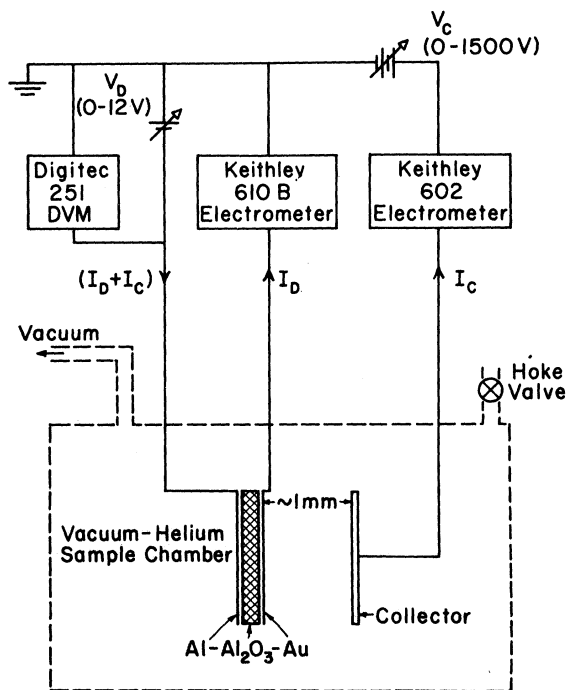 V_C
(0-1500V)
V_D
(0-12V)
Digitec
251
DVM
Keithley
610 B
Electrometer
Keithley
602
Electrometer
(I_D+I_C)
I_D
I_C
Vacuum
Hoke
Valve
~1mm
Vacuum-Helium
Sample Chamber
Collector
Al-Al₂O₃-Au